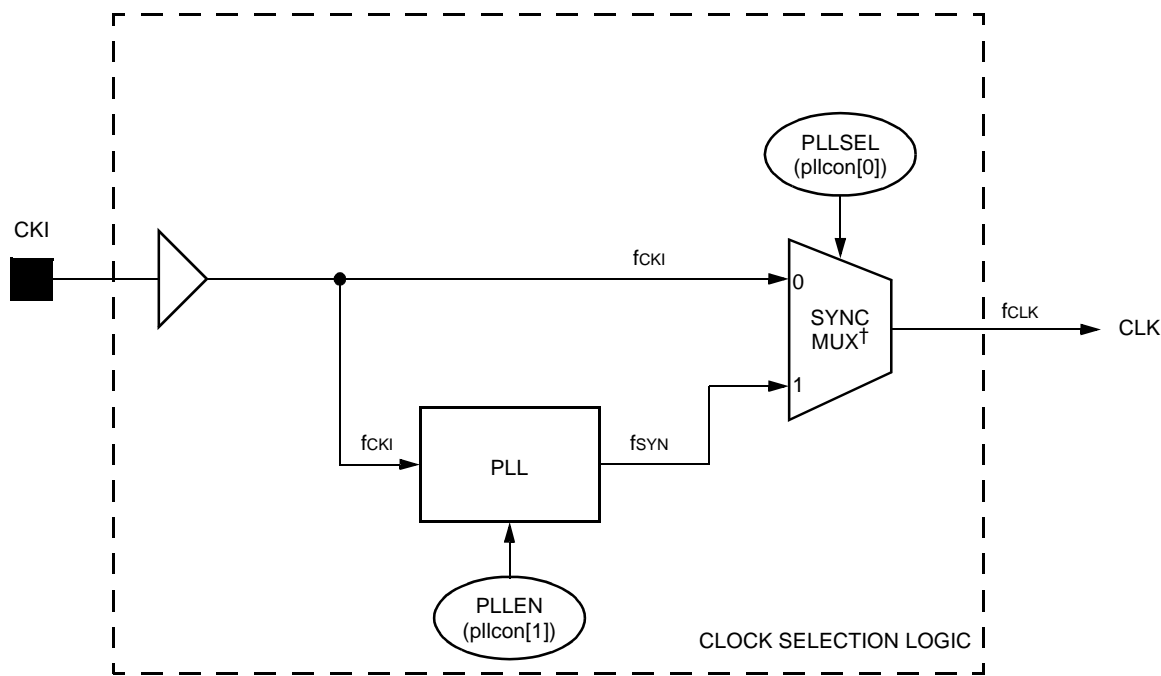 PLLSEL
(pllcon[0])
CKI
fCKI
0
SYNC
MUX†
fCLK
CLK
1
fCKI
fSYN
PLL
PLLEN
(pllcon[1])
CLOCK SELECTION LOGIC